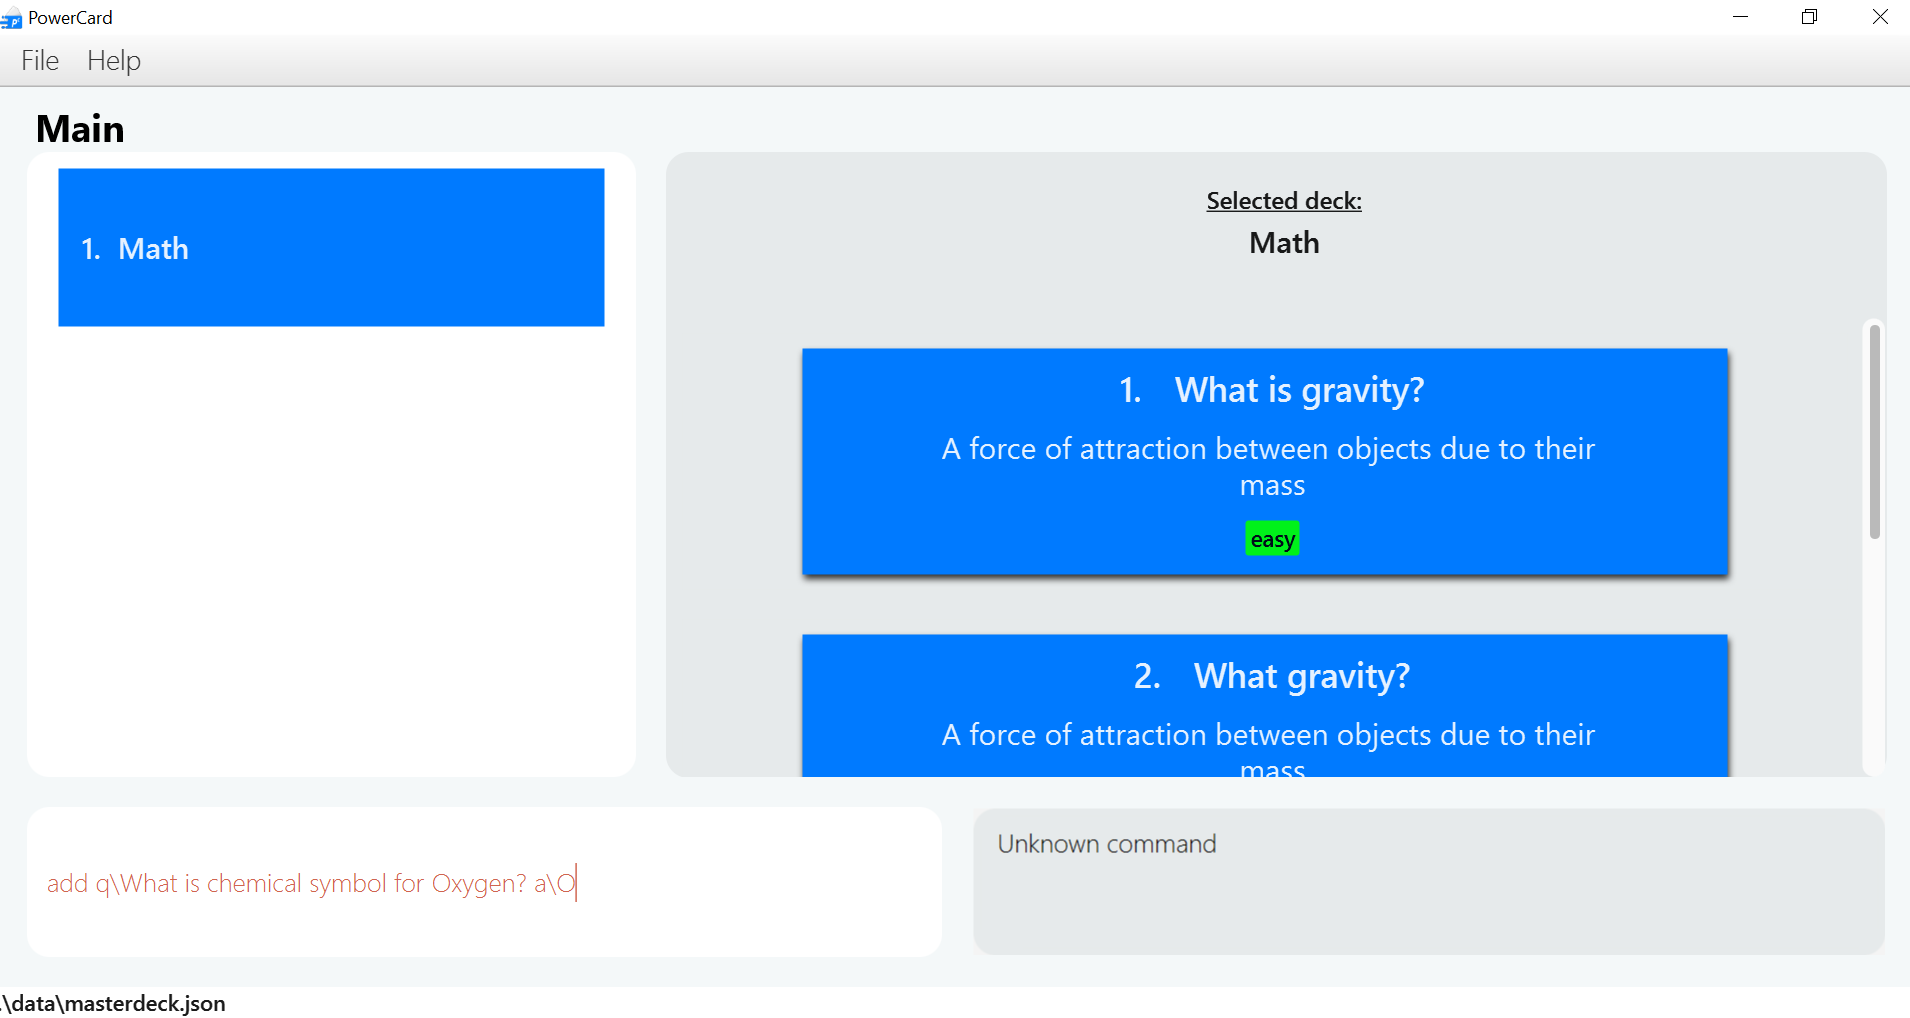 PowerCard
File Help
Main
1. Math
Selected deck:
Math
1. What is gravity?
A force of attraction between objects due to their
mass
easy
2. What gravity?
A force of attraction between objects due to their
mass
add q\What is chemical symbol for Oxygen? a\O
Unknown command
.\data\masterdeck.json